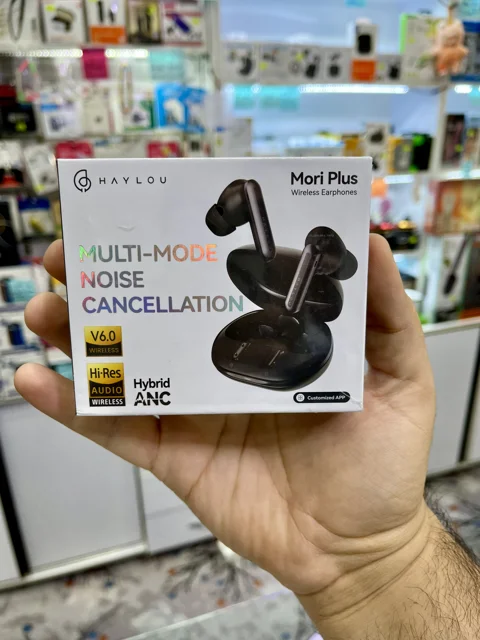 HAYLOU
Mori Plus
Wireless Earphones
MULTI-MODE
NOISE
CANCELLATION
V6.0
WIRELESS
Hi-Res
AUDIO
WIRELESS
Hybrid
ANC
Customized APP